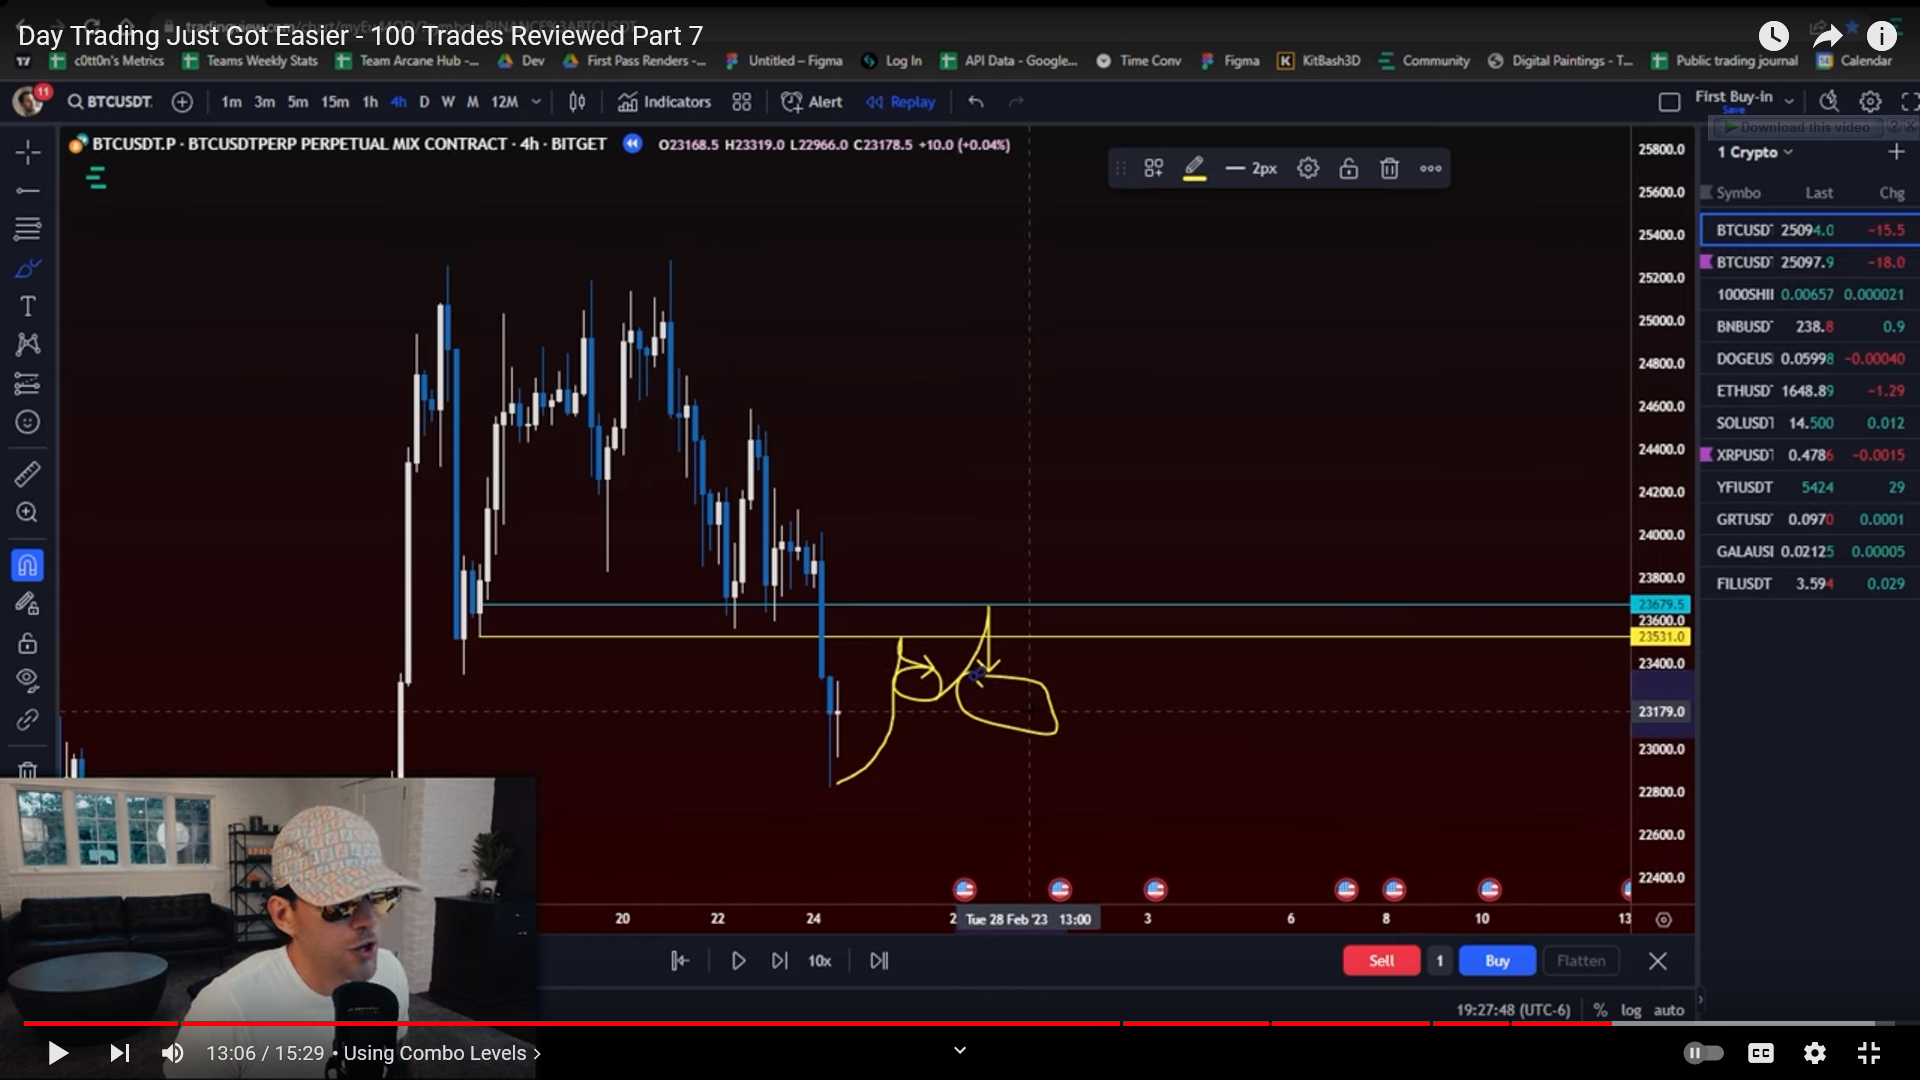 Day Trading Just Got Easier - 100 Trades Reviewed Part 7
c0tt0n's Metrics Teams Weekly Stats Team Arcane Hub -... Dev First Pass Renders -... Untitled – Figma Log In API Data - Google... Time Conv Figma KitBash3D Community Digital Paintings - T... Public trading journal Calendar
11 BTCUSDT. 1m 3m 5m 15m 1h 4h D W M 12M Indicators Alert Replay First Buy-in
Save
Download this video
BTCUSDT.P · BTCUSDTPERP PERPETUAL MIX CONTRACT · 4h · BITGET O23168.5 H23319.0 L22966.0 C23178.5 +10.0 (+0.04%)
2px
1 Crypto
Symbo Last Chg
BTCUSDT 25094.0 −15.5
BTCUSDT 25097.9 −18.0
1000SHII 0.00657 0.000021
BNBUSDT 238.8 0.9
DOGEUS 0.05998 −0.00040
ETHUSDT 1648.89 −1.29
SOLUSDT 14.500 0.012
XRPUSDT 0.4786 −0.0015
YFIUSDT 5424 29
GRTUSDT 0.0970 0.0001
GALAUSI 0.02125 0.00005
FILUSDT 3.594 0.029
25800.0
25600.0
25400.0
25200.0
25000.0
24800.0
24600.0
24400.0
24200.0
24000.0
23800.0
23679.5
23600.0
23531.0
23400.0
23179.0
23000.0
22800.0
22600.0
22400.0
20 22 24 2 Tue 28 Feb '23 13:00 3 6 8 10 13
10x Sell 1 Buy Flatten
19:27:48 (UTC-6) % log auto
13:06 / 15:29 • Using Combo Levels
CC